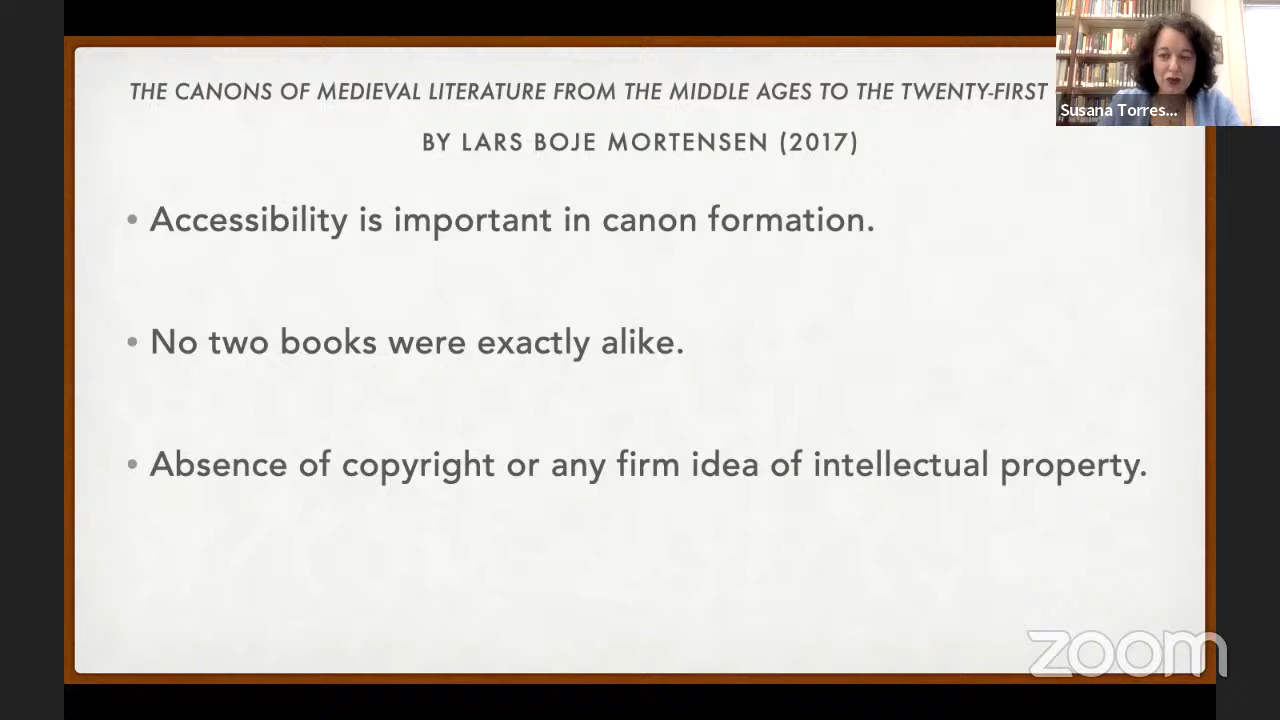 THE CANONS OF MEDIEVAL LITERATURE FROM THE MIDDLE AGES TO THE TWENTY-FIRST
BY LARS BOJE MORTENSEN (2017)
Susana Torres...
• Accessibility is important in canon formation.
• No two books were exactly alike.
• Absence of copyright or any firm idea of intellectual property.
zoom